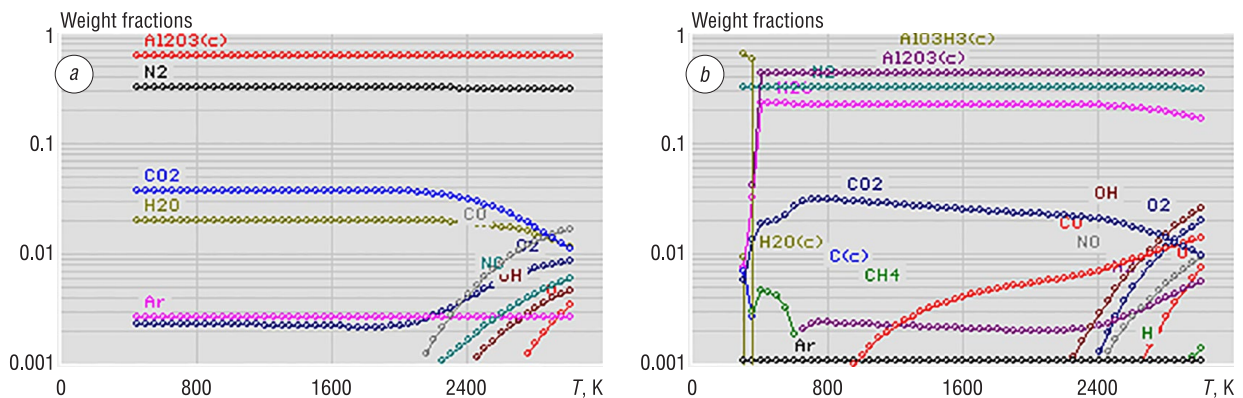 Weight fractions
1
Al2O3(c)
a
N2
0.1
CO2
H2O
CO
0.01
O2
NO
OH
O
Ar
0.001
0
800
1600
2400
T, K
Weight fractions
1
AlO3H3(c)
Al2O3(c)
b
N2
H2O
0.1
CO2
OH
O2
CO
H2O(c)
NO
C(c)
O
0.01
CH4
H
Ar
0.001
0
800
1600
2400
T, K